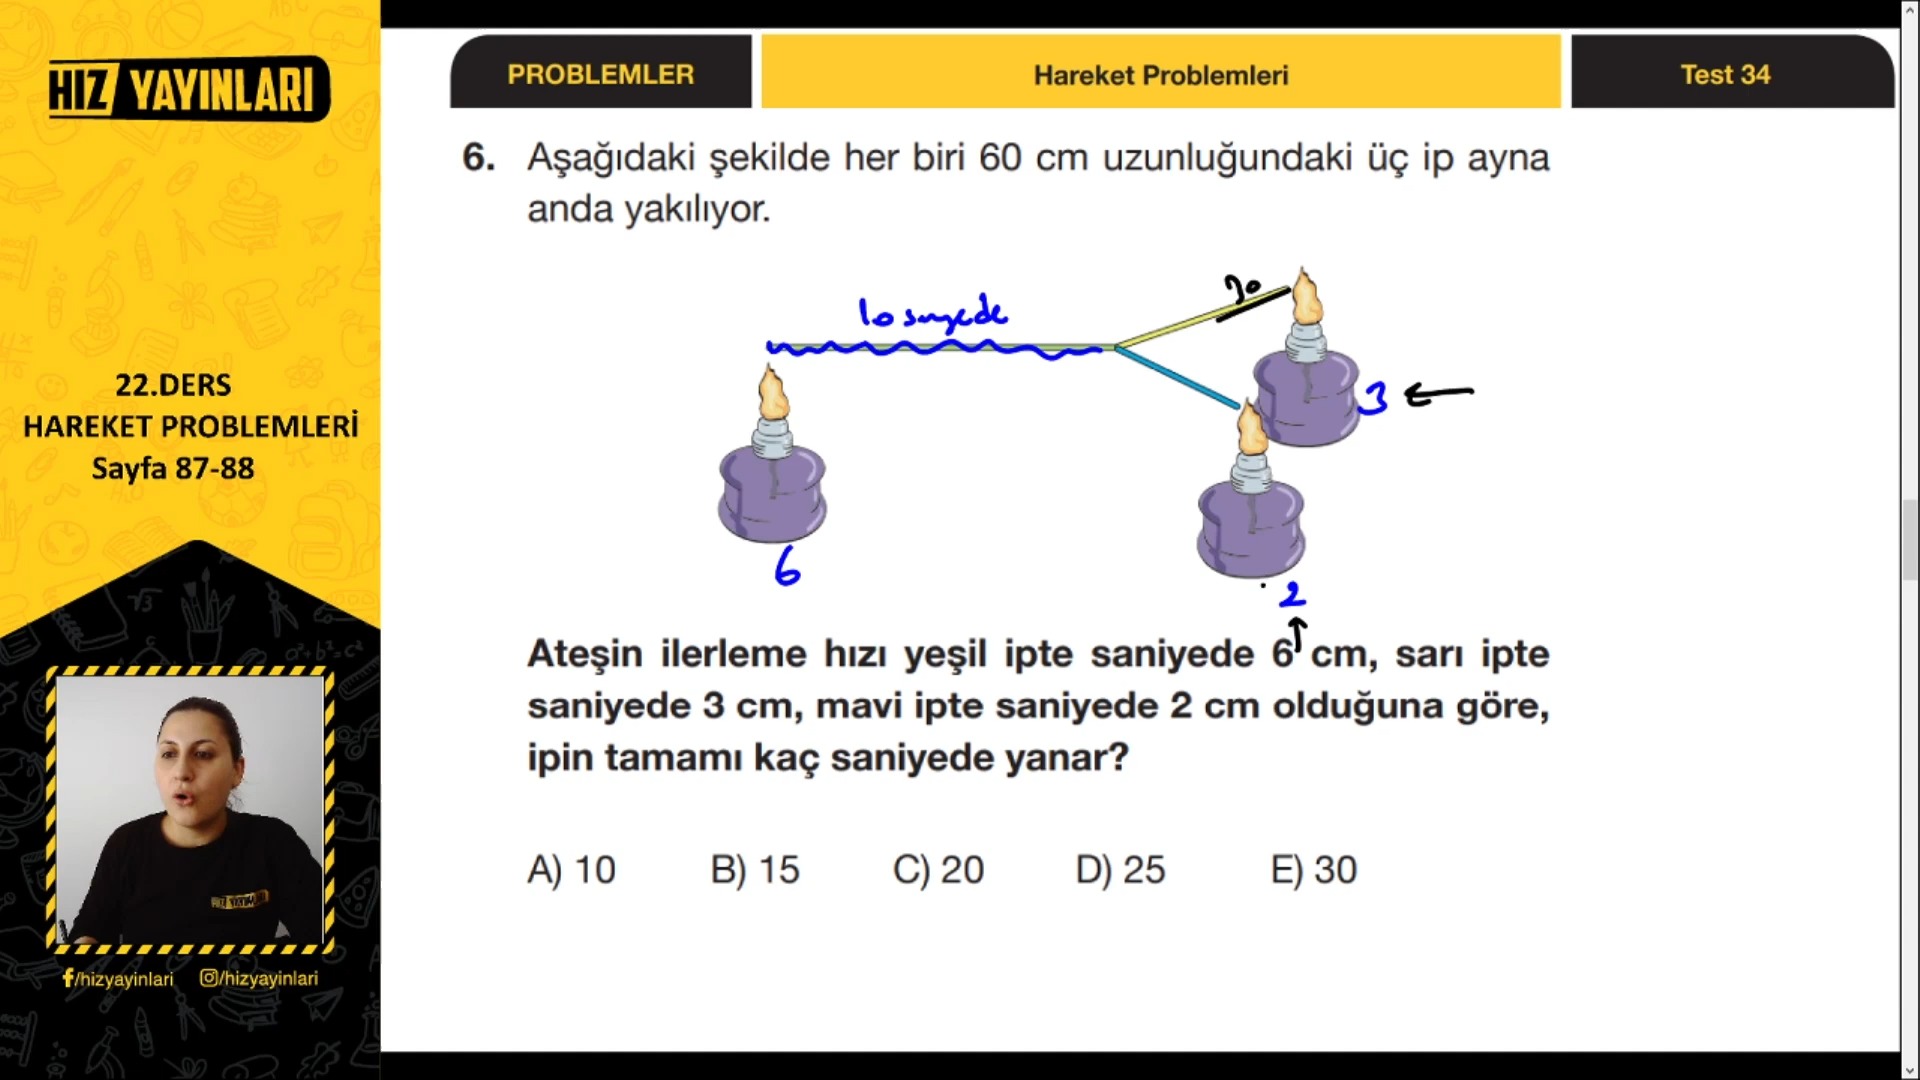 HIZ YAYINLARI
22.DERS
HAREKET PROBLEMLERİ
Sayfa 87-88
HIZ YAYINLARI
f/hizyayinlari
/hizyayinlari
PROBLEMLER
Hareket Problemleri
Test 34
6. Aşağıdaki şekilde her biri 60 cm uzunluğundaki üç ip ayna
anda yakılıyor.
10 saniyede
30
3
6
2
Ateşin ilerleme hızı yeşil ipte saniyede 6 cm, sarı ipte
saniyede 3 cm, mavi ipte saniyede 2 cm olduğuna göre,
ipin tamamı kaç saniyede yanar?
A) 10 B) 15 C) 20 D) 25 E) 30